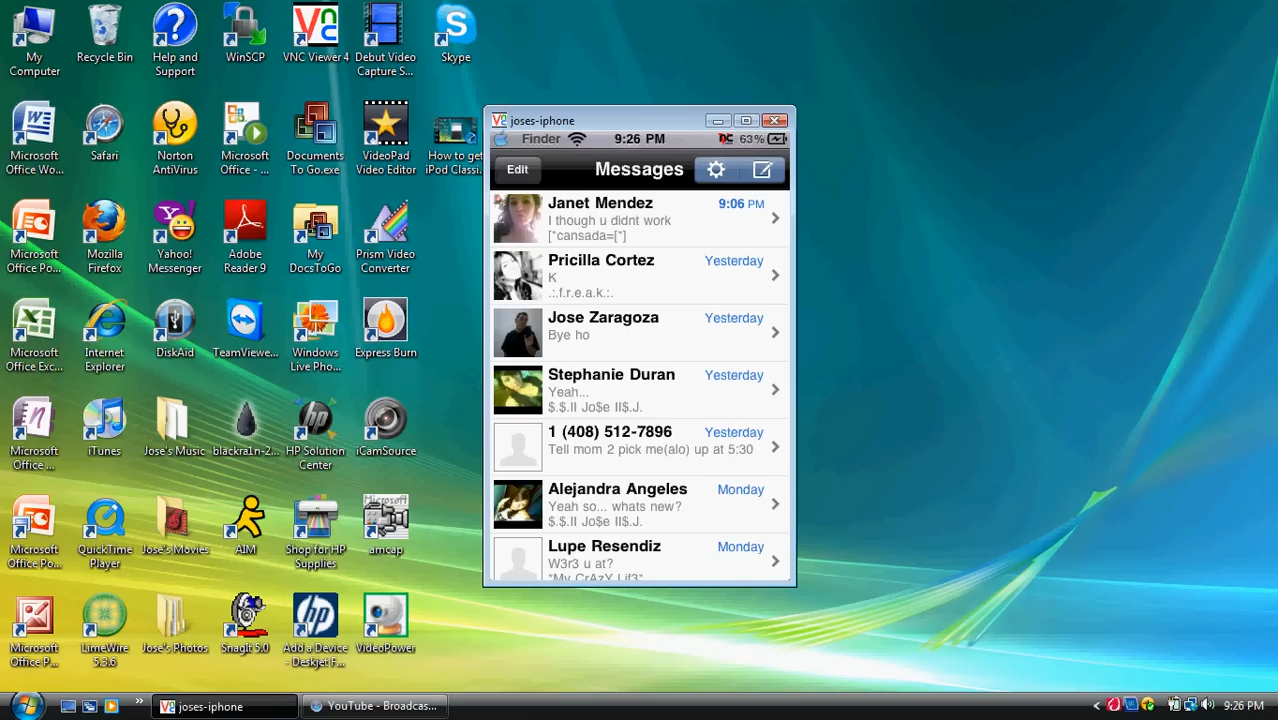 My Computer
Recycle Bin
Help and Support
WinSCP
VNC Viewer 4
Debut Video Capture S...
Skype
Microsoft Office Wo...
Safari
Norton AntiVirus
Microsoft Office - ...
Documents To Go.exe
VideoPad Video Editor
How to get iPod Classi...
Microsoft Office Po...
Mozilla Firefox
Yahoo! Messenger
Adobe Reader 9
My DocsToGo
Prism Video Converter
Microsoft Office Exc...
Internet Explorer
DiskAid
TeamViewe...
Windows Live Pho...
Express Burn
Microsoft Office ...
iTunes
Jose's Music
blackra1n-2...
HP Solution Center
iCamSource
Microsoft Office Po...
QuickTime Player
Jose's Movies
AIM
Shop for HP Supplies
Microsoft
amcap
Microsoft Office P...
LimeWire 5.3.6
Jose's Photos
SnagIt 5.0
Add a Device - Deskjet F...
VideoPower
joses-iphone
Finder 9:26 PM 63%
Edit Messages
Janet Mendez 9:06 PM
I though u didnt work
[*cansada=[*]
Pricilla Cortez Yesterday
K
.:.f.r.e.a.k.:.
Jose Zaragoza Yesterday
Bye ho
Stephanie Duran Yesterday
Yeah...
$.$.II Jo$e II$.J.
1 (408) 512-7896 Yesterday
Tell mom 2 pick me(alo) up at 5:30
Alejandra Angeles Monday
Yeah so... whats new?
$.$.II Jo$e II$.J.
Lupe Resendiz Monday
W3r3 u at?
*My CrAzY Lif3*
joses-iphone
YouTube - Broadcas...
9:26 PM